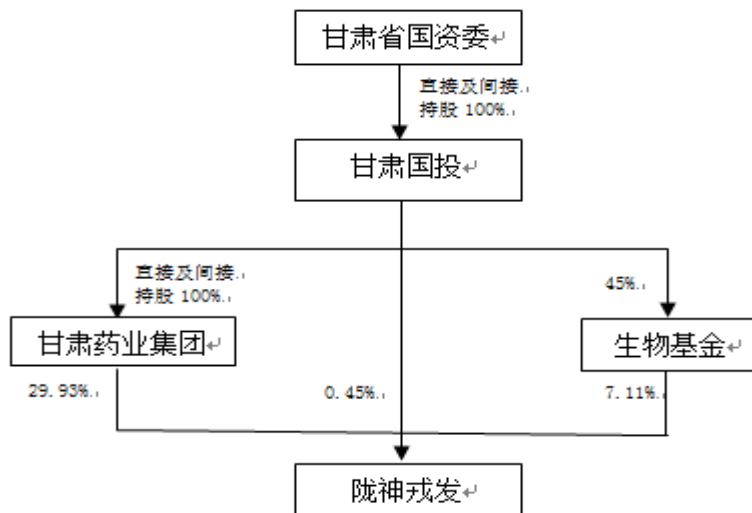 甘肃省国资委
直接及间接
持股 100%
甘肃国投
直接及间接
持股 100%
45%
甘肃药业集团
生物基金
29.93%
0.45%
7.11%
陇神戎发